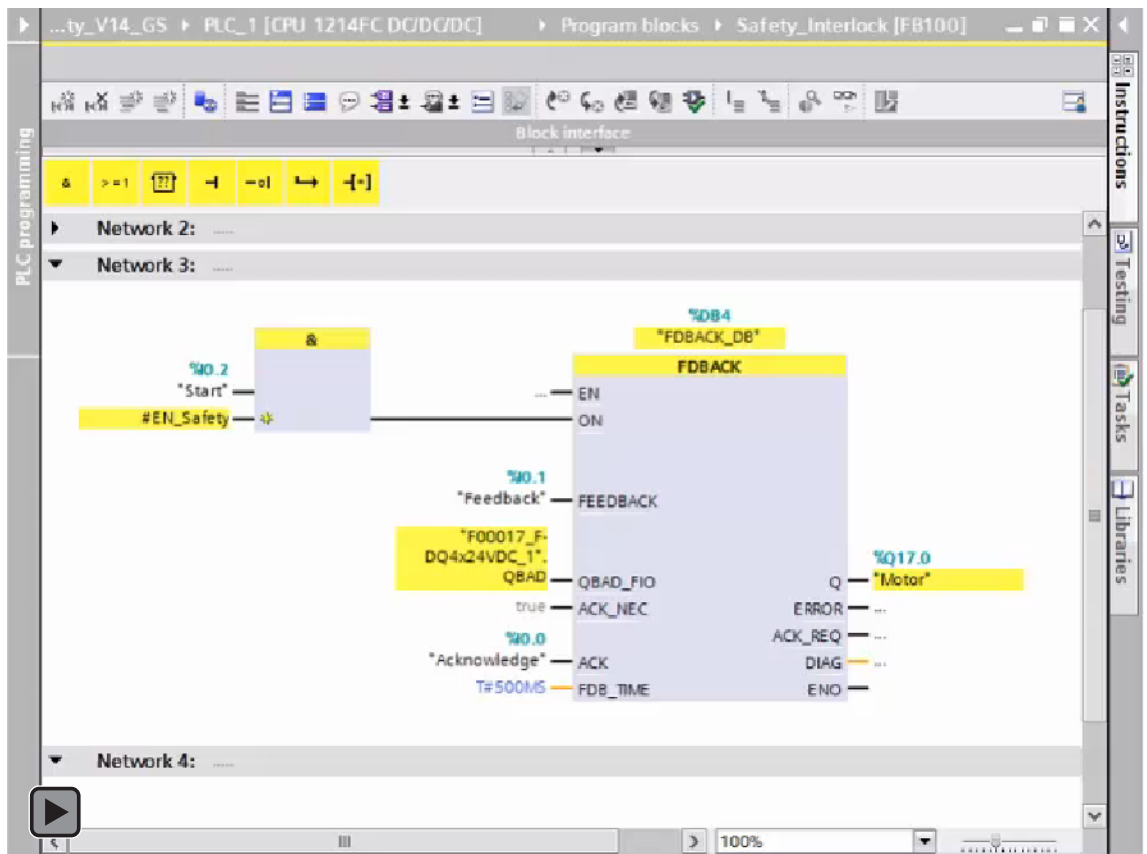 ...ty_V14_GS ▸ PLC_1 [CPU 1214FC DC/DC/DC] ▸ Program blocks ▸ Safety_Interlock [FB100]
Block interface
PLC programming
& >=1 ??
Network 2: .....
Network 3: .....
&
%I0.2
"Start"
#EN_Safety
%DB4
"FDBACK_DB"
FDBACK
... EN
ON
%I0.1
"Feedback" FEEDBACK
"F00017_F-
DQ4x24VDC_1".
QBAD QBAD_FIO
true ACK_NEC
%I0.0
"Acknowledge" ACK
T#500MS FDB_TIME
%Q17.0
Q "Motor"
ERROR ...
ACK_REQ ...
DIAG ...
ENO
Network 4: .....
100%
Instructions
Testing
Tasks
Libraries